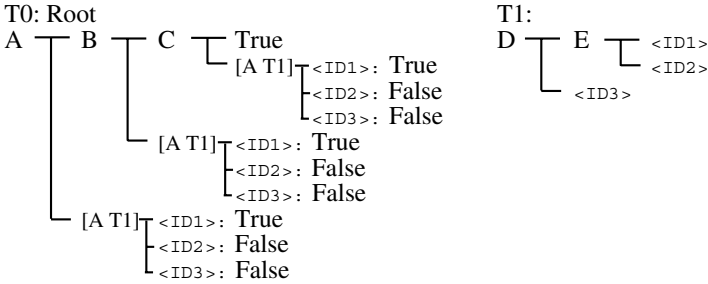 T0: Root
T1:
A B C True
D E <ID1>
[A T1] <ID1>: True
<ID2>
<ID2>: False
<ID3>
<ID3>: False
[A T1] <ID1>: True
<ID2>: False
<ID3>: False
[A T1] <ID1>: True
<ID2>: False
<ID3>: False